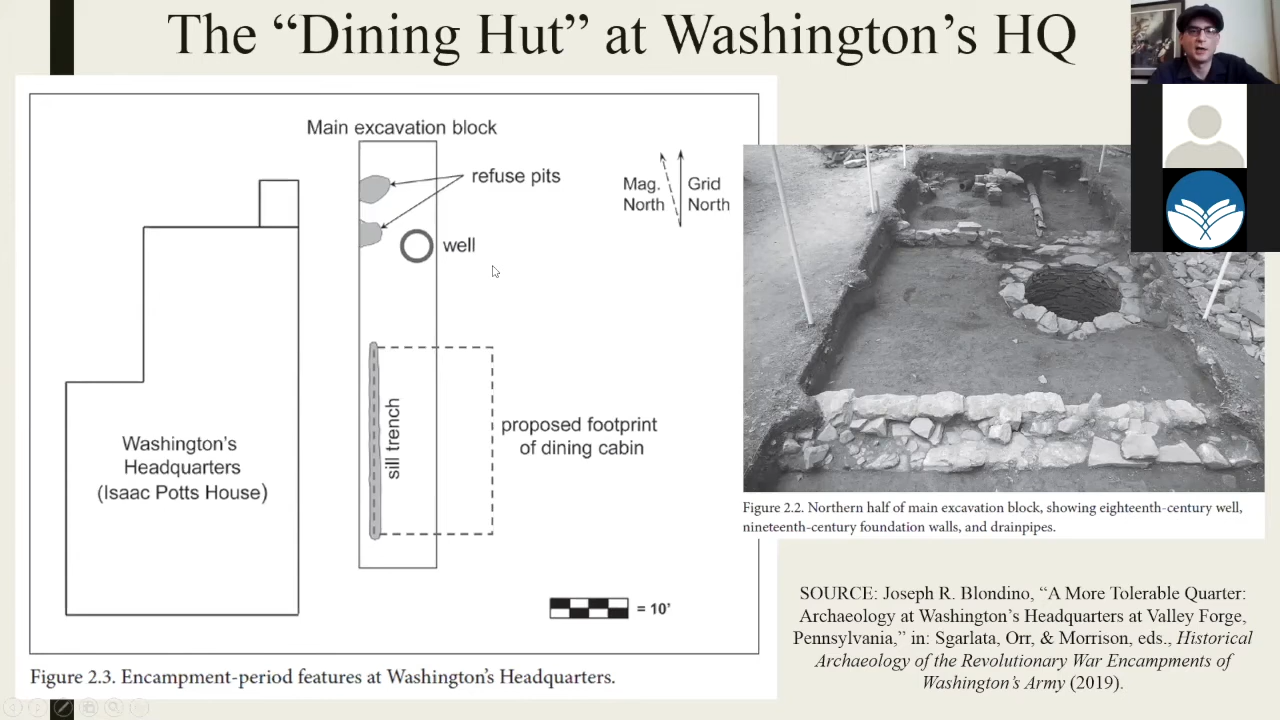 The “Dining Hut” at Washington’s HQ
Main excavation block
refuse pits
well
Mag.
North
Grid
North
sill trench
proposed footprint
of dining cabin
Washington’s
Headquarters
(Isaac Potts House)
= 10’
Figure 2.3. Encampment-period features at Washington’s Headquarters.
Figure 2.2. Northern half of main excavation block, showing eighteenth-century well,
nineteenth-century foundation walls, and drainpipes.
SOURCE: Joseph R. Blondino, “A More Tolerable Quarter:
Archaeology at Washington’s Headquarters at Valley Forge,
Pennsylvania,” in: Sgarlata, Orr, & Morrison, eds., Historical
Archaeology of the Revolutionary War Encampments of
Washington’s Army (2019).